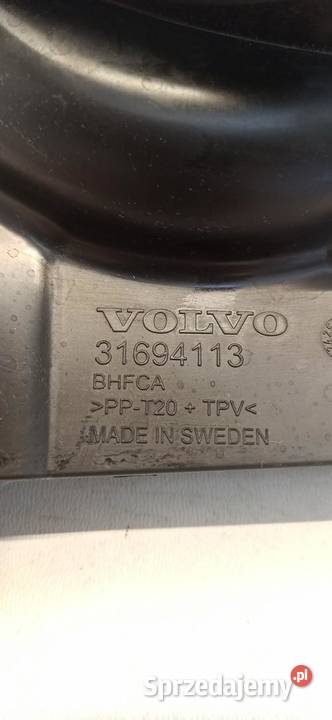 VOLVO
31694113
BHFCA
>PP-T20 + TPV<
MADE IN SWEDEN
Sprzedajemy.pl